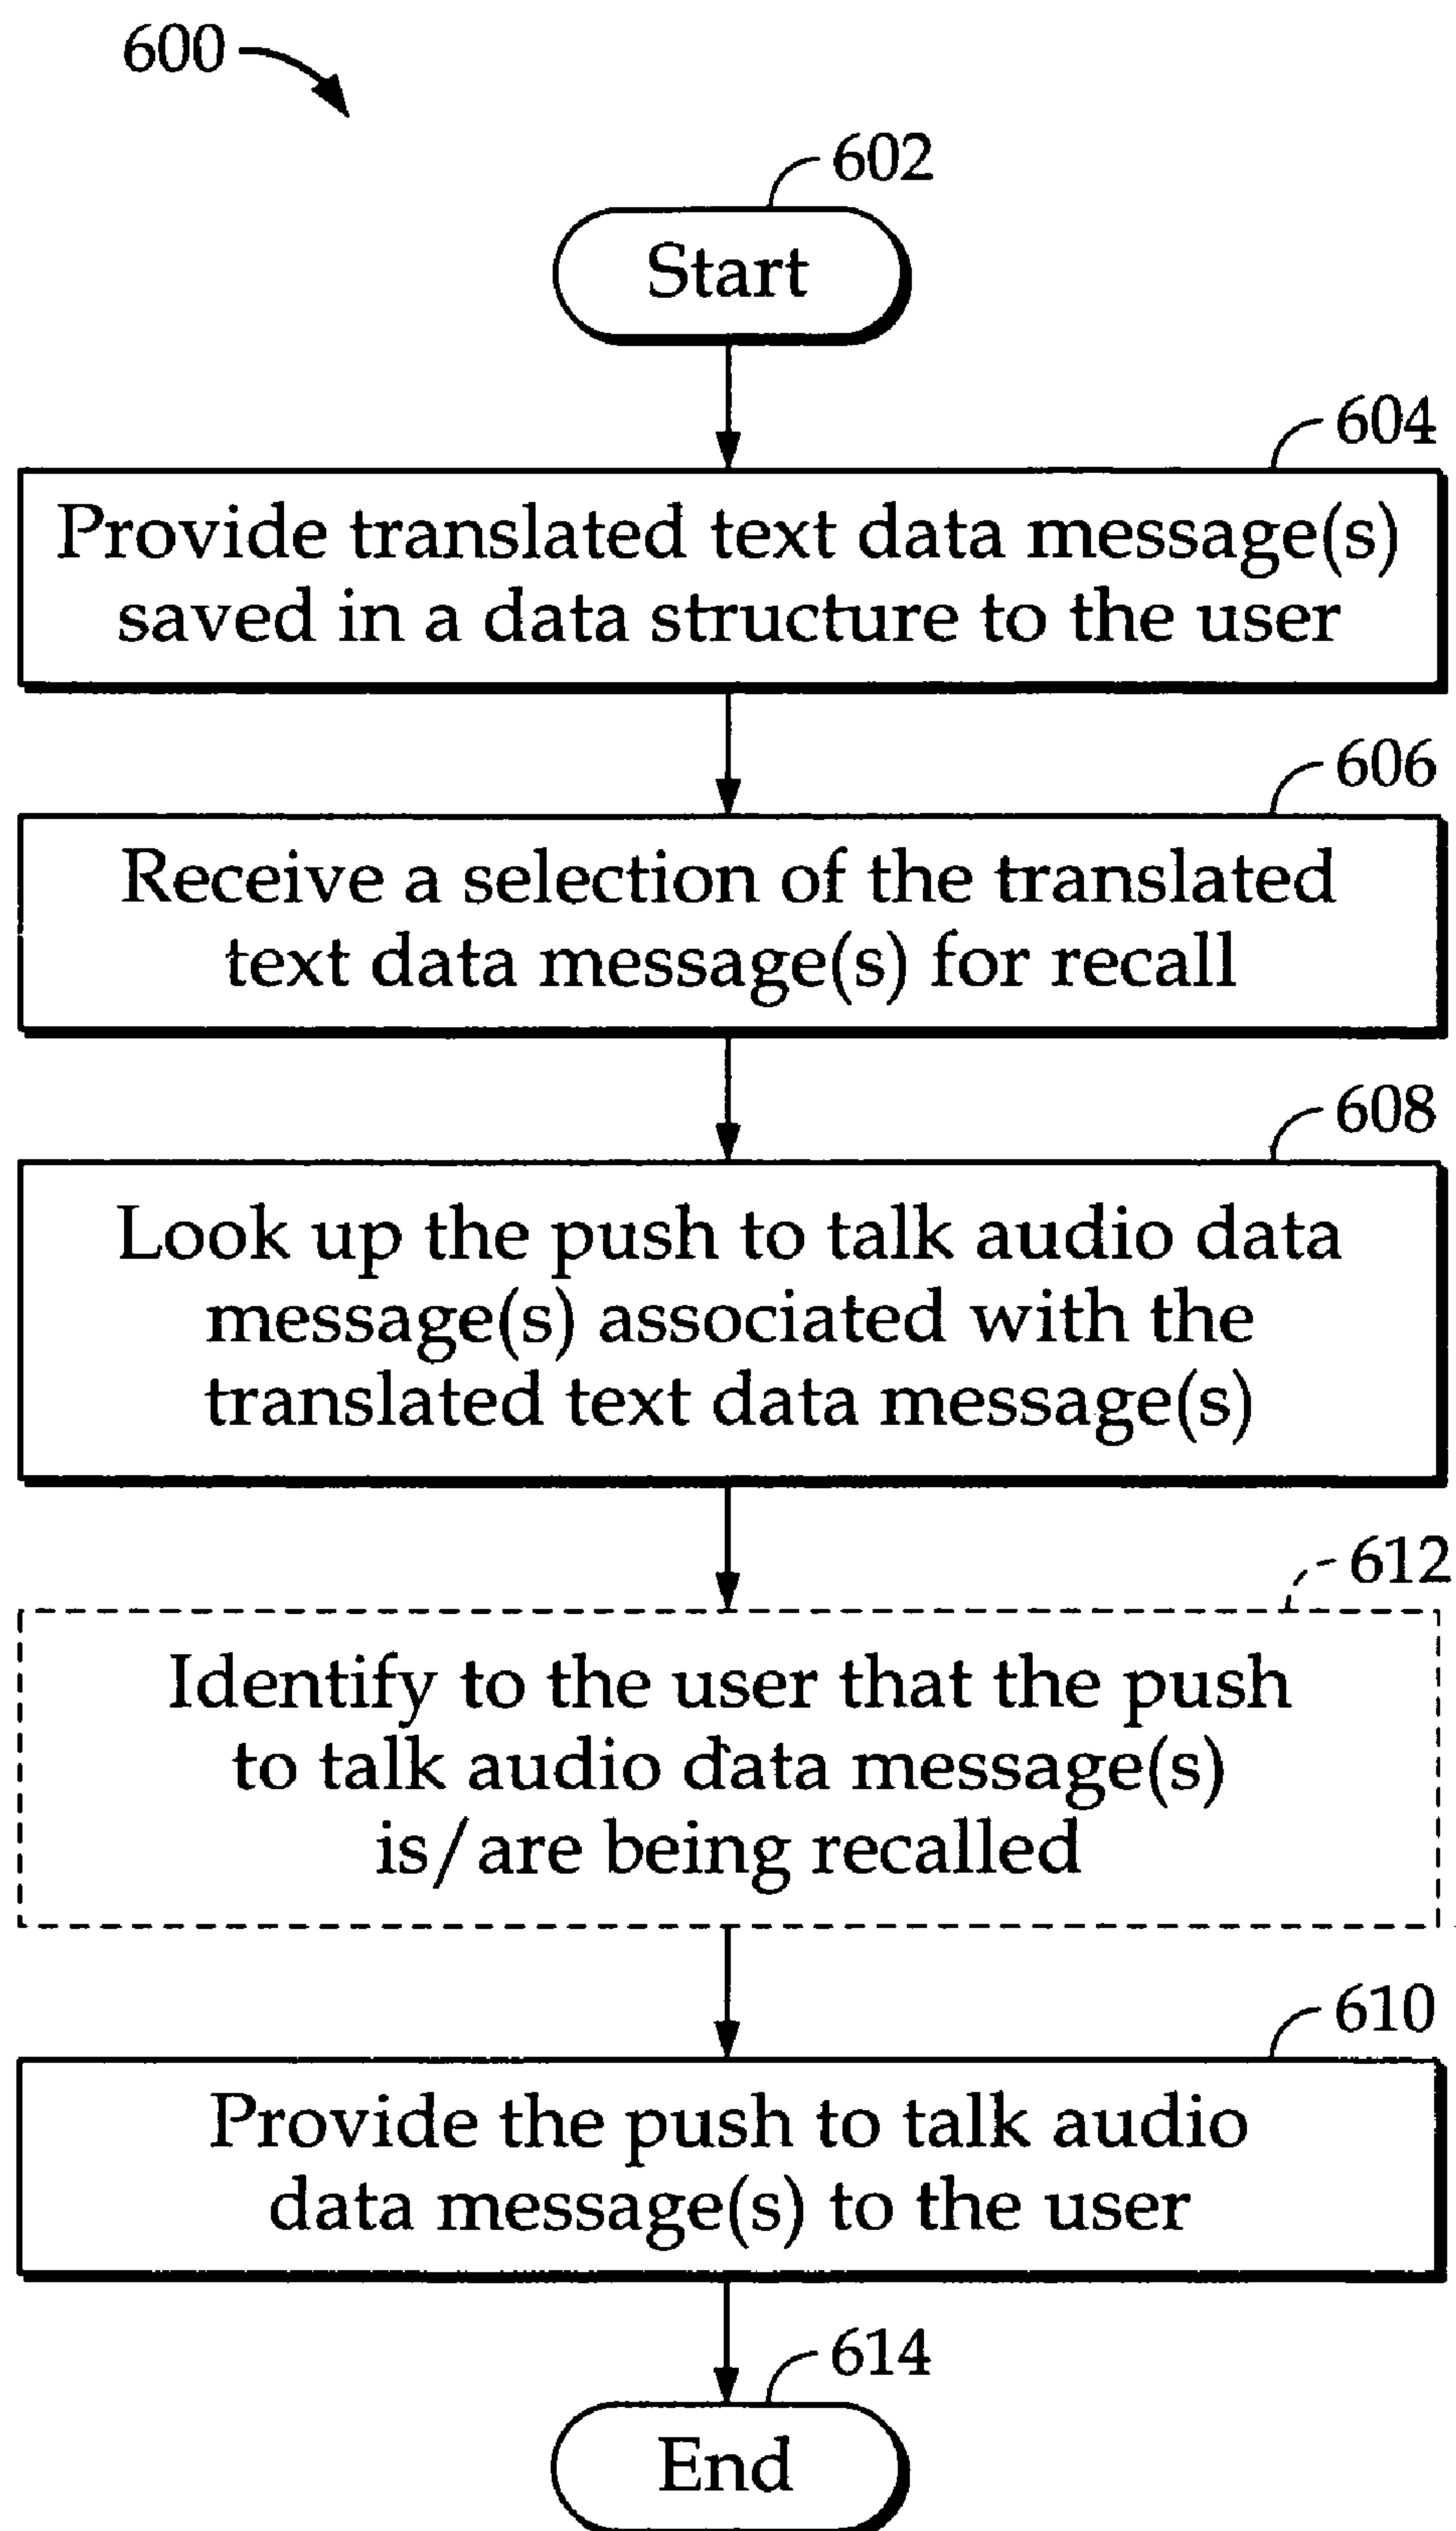 600
602
Start
604
Provide translated text data message(s)
saved in a data structure to the user
606
Receive a selection of the translated
text data message(s) for recall
608
Look up the push to talk audio data
message(s) associated with the
translated text data message(s)
612
Identify to the user that the push
to talk audio data message(s)
is/are being recalled
610
Provide the push to talk audio
data message(s) to the user
614
End